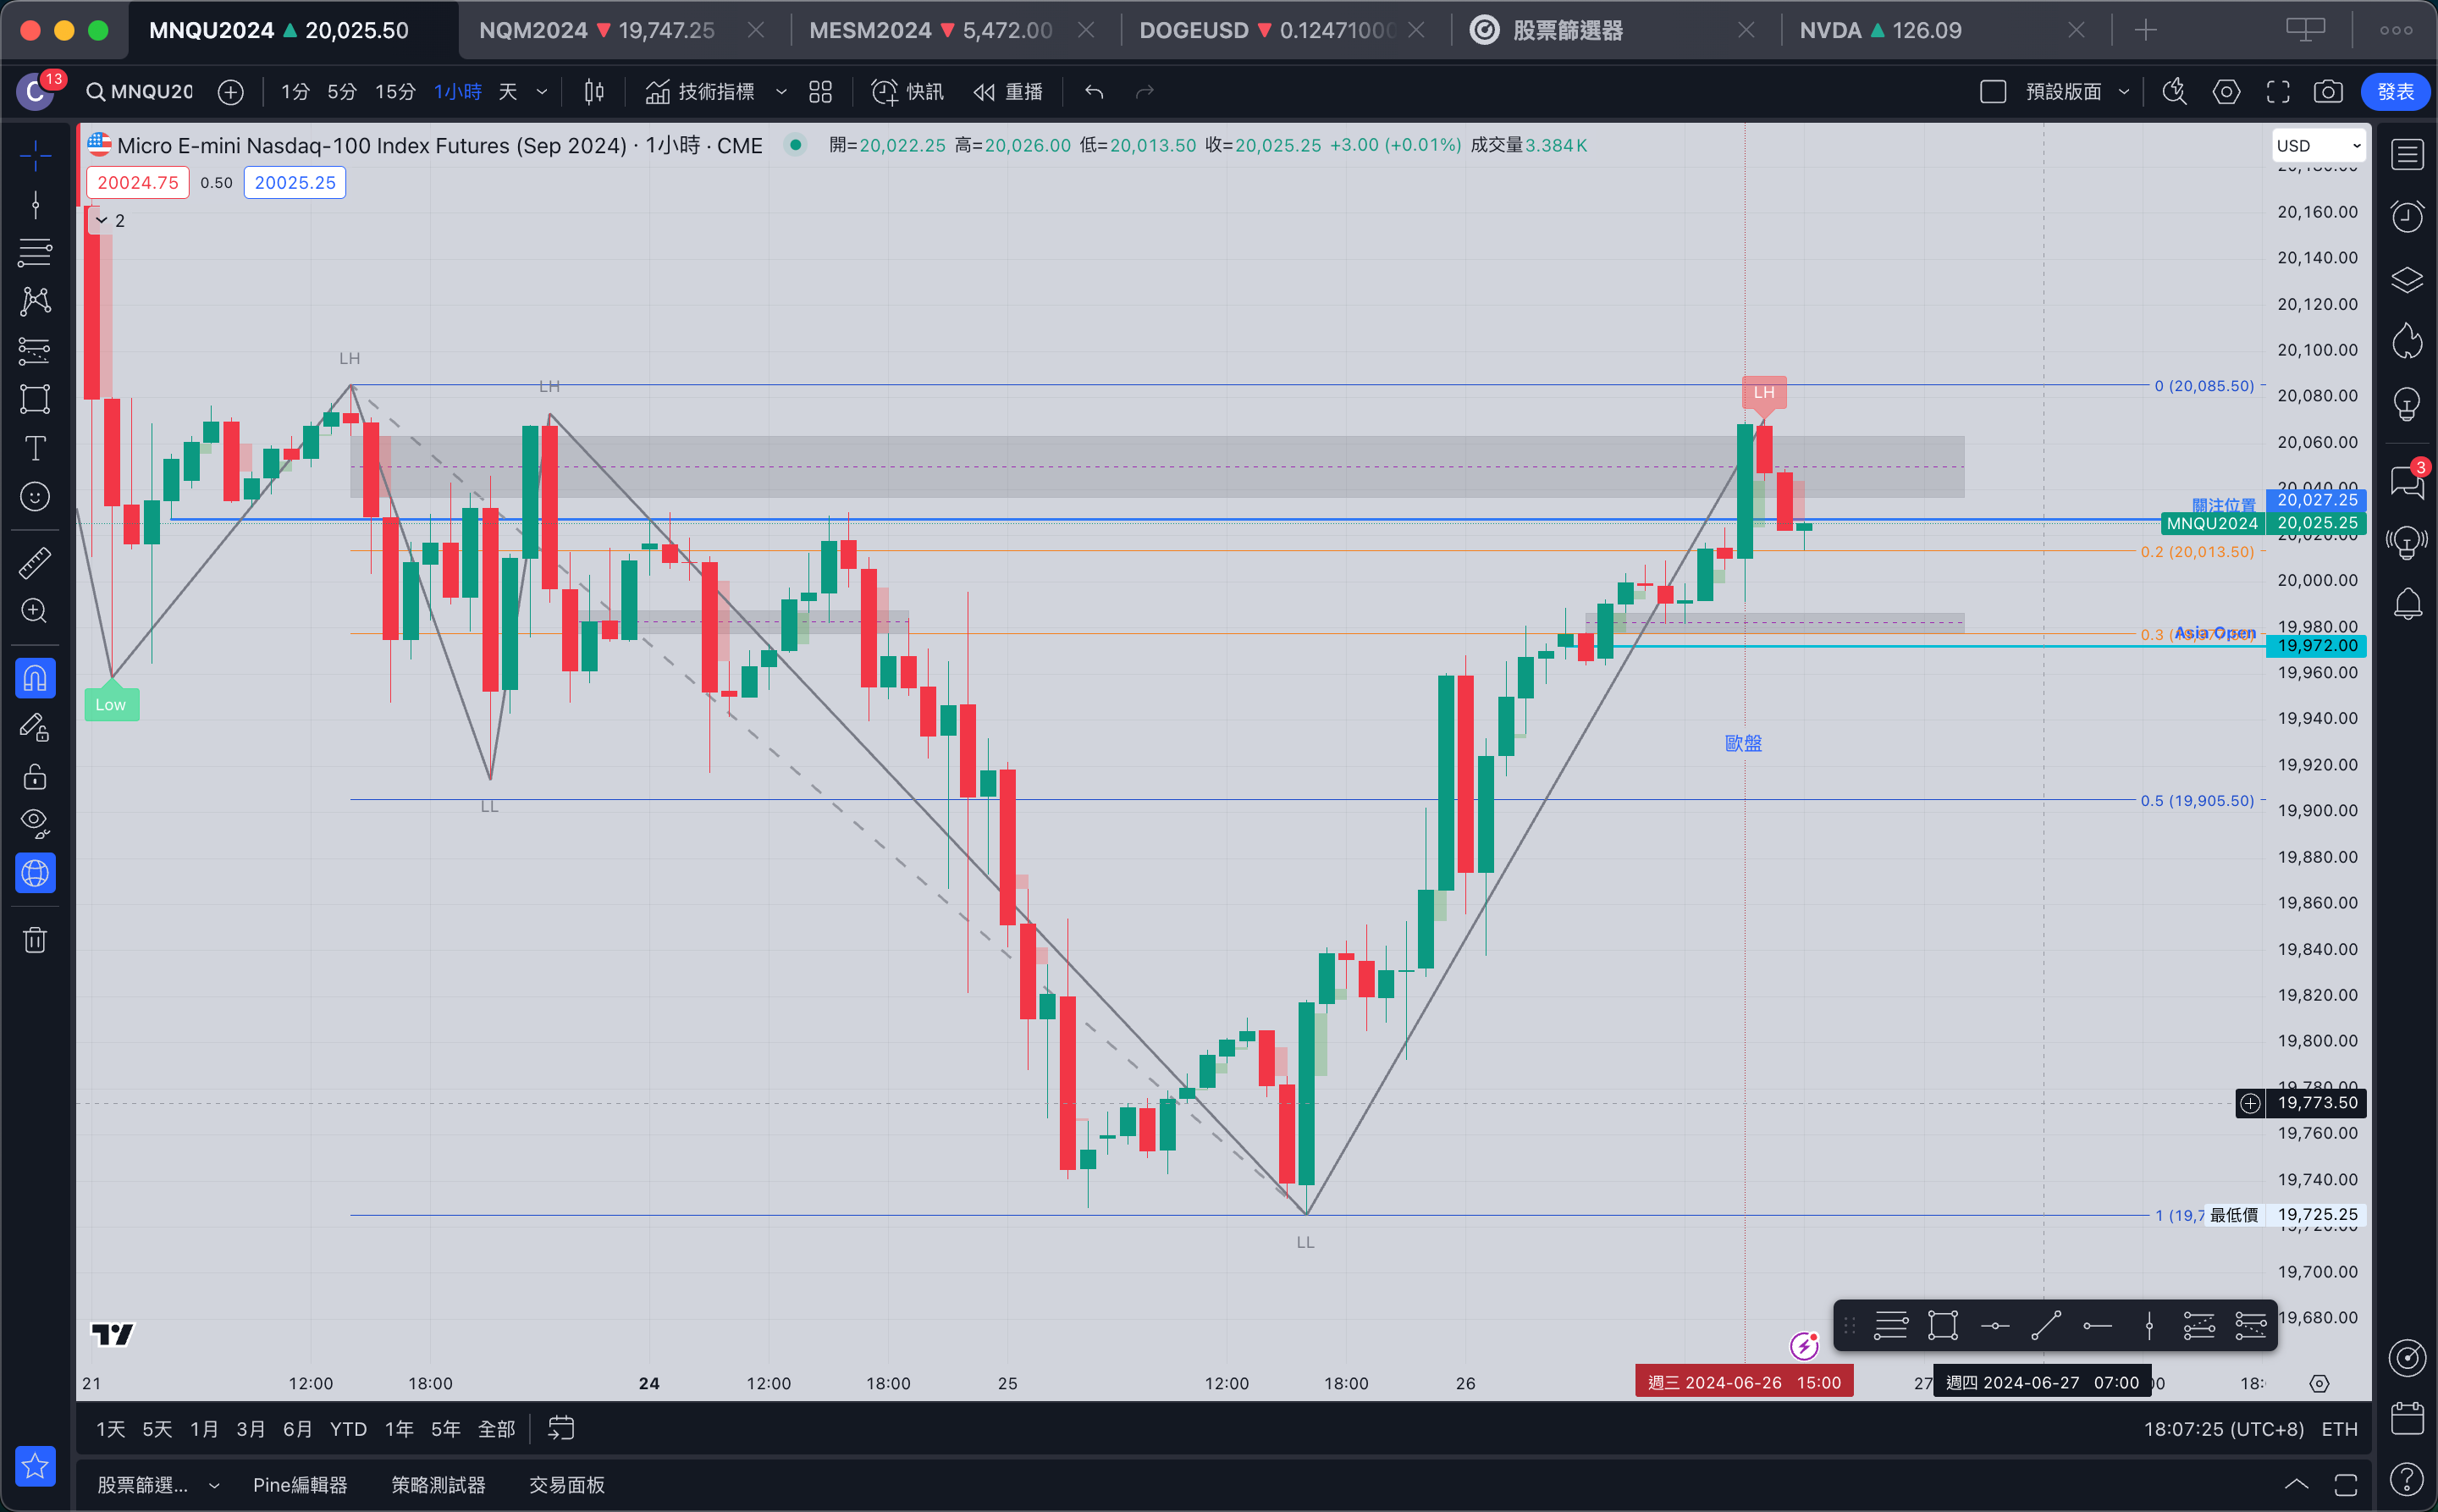 MNQU2024 ▲ 20,025.50
NQM2024 ▼ 19,747.25
MESM2024 ▼ 5,472.00
DOGEUSD ▼ 0.12471000
股票篩選器
NVDA ▲ 126.09
C 13
MNQU20
1分 5分 15分 1小時 天
技術指標
快訊
重播
預設版面
發表
Micro E-mini Nasdaq-100 Index Futures (Sep 2024) · 1小時 · CME
開=20,022.25 高=20,026.00 低=20,013.50 收=20,025.25 +3.00 (+0.01%) 成交量3.384K
USD
20024.75 0.50 20025.25
2
20,160.00
20,140.00
20,120.00
20,100.00
LH
LH
LH
0 (20,085.50)
20,080.00
20,060.00
20,040.00
關注位置 20,027.25
MNQU2024 20,025.25
20,020.00
0.2 (20,013.50)
20,000.00
19,980.00
Asia Open
0.3
19,972.00
19,960.00
Low
19,940.00
歐盤
19,920.00
LL
0.5 (19,905.50)
19,900.00
19,880.00
19,860.00
19,840.00
19,820.00
19,800.00
19,780.00
19,773.50
19,760.00
19,740.00
1 (19,7
最低價 19,725.25
19,720.00
LL
19,700.00
19,680.00
21 12:00 18:00 24 12:00 18:00 25 12:00 18:00 26
週三 2024-06-26 15:00
27
週四 2024-06-27 07:00
18:
3
1天 5天 1月 3月 6月 YTD 1年 5年 全部
18:07:25 (UTC+8) ETH
股票篩選... Pine編輯器 策略測試器 交易面板